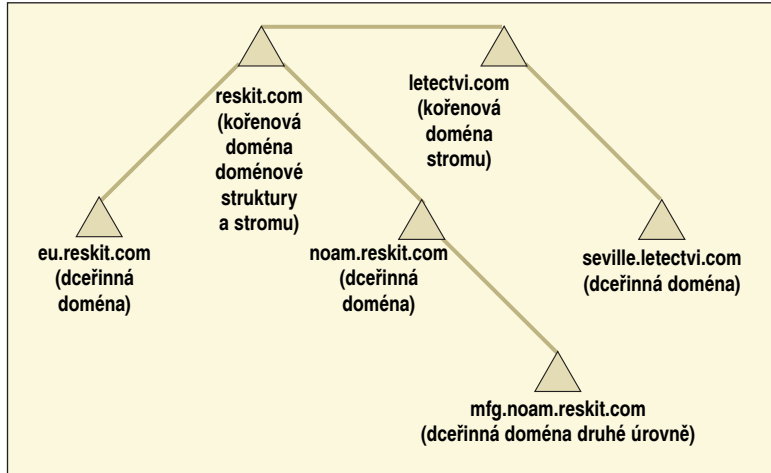 reskit.com
(kořenová
doména
doménové
struktury
a stromu)
letectvi.com
(kořenová
doména
stromu)
eu.reskit.com
(dceřinná
doména)
noam.reskit.com
(dceřinná
doména)
seville.letectvi.com
(dceřinná doména)
mfg.noam.reskit.com
(dceřinná doména druhé úrovně)